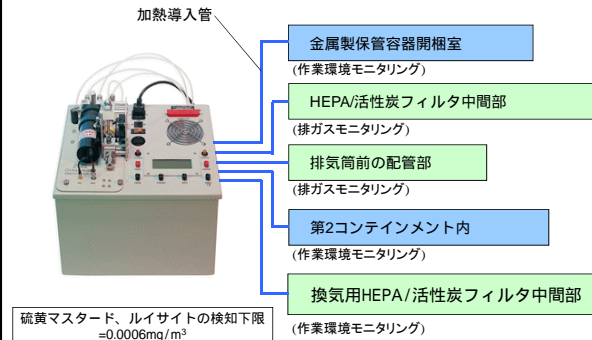 加熱導入管
金属製保管容器開梱室
(作業環境モニタリング)
HEPA/活性炭フィルタ中間部
(排ガスモニタリング)
排気筒前の配管部
(排ガスモニタリング)
第2コンテインメント内
(作業環境モニタリング)
換気用HEPA/活性炭フィルタ中間部
(作業環境モニタリング)
硫黄マスタード、ルイサイトの検知下限
=0.0006mg/m³